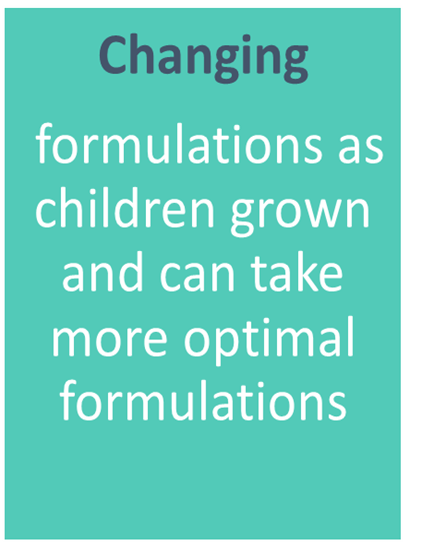 Changing
formulations as
children grown
and can take
more optimal
formulations